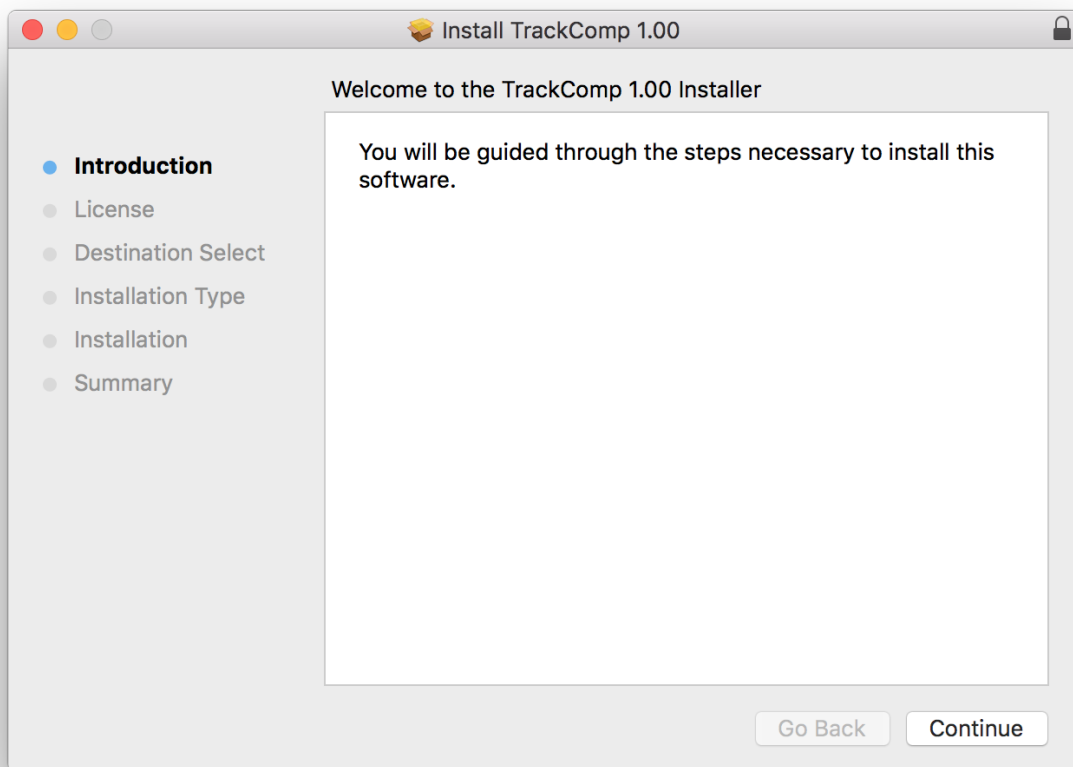 Install TrackComp 1.00
Welcome to the TrackComp 1.00 Installer
Introduction
License
Destination Select
Installation Type
Installation
Summary
You will be guided through the steps necessary to install this
software.
Go Back
Continue